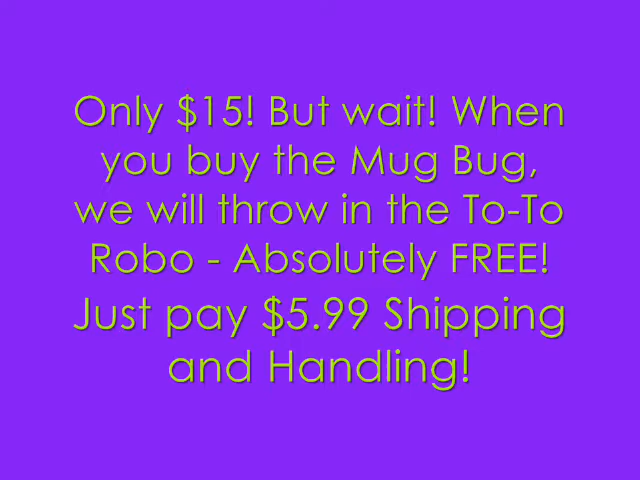 Only $15! But wait! When
you buy the Mug Bug,
we will throw in the To-To
Robo - Absolutely FREE!
Just pay $5.99 Shipping
and Handling!